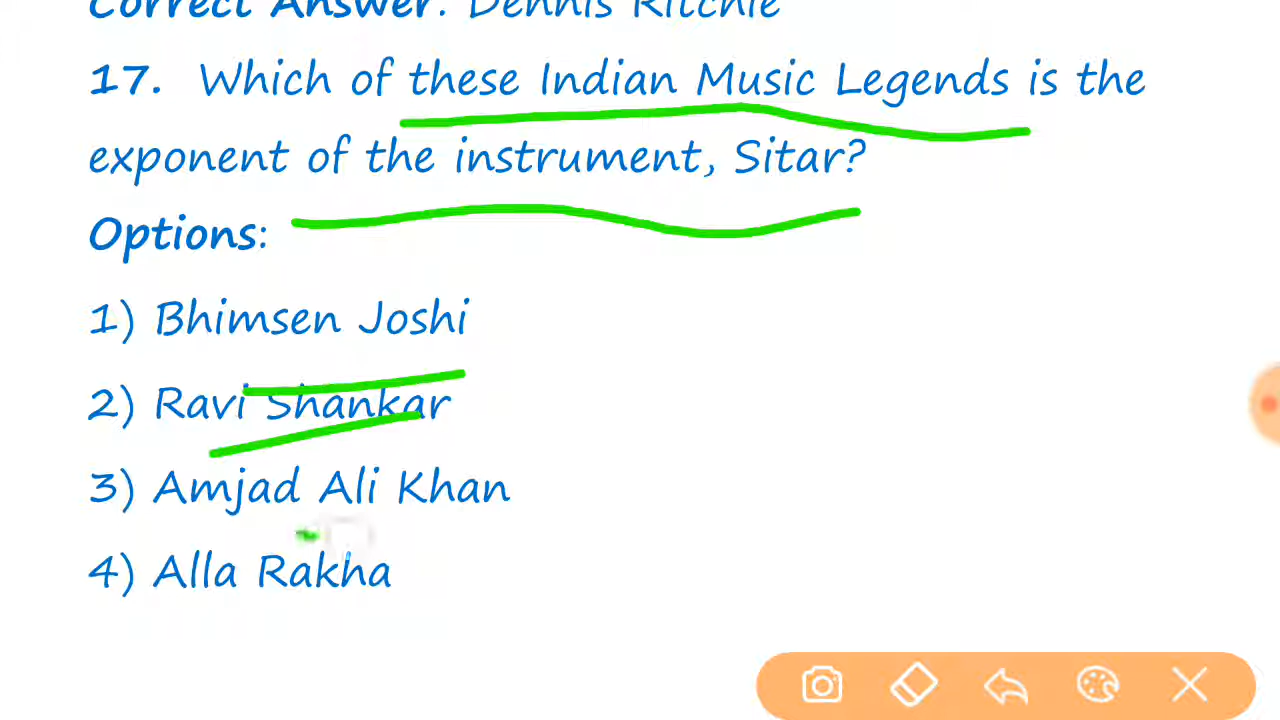 Correct Answer: Dennis Ritchie
17. Which of these Indian Music Legends is the
exponent of the instrument, Sitar?
Options:
1) Bhimsen Joshi
2) Ravi Shankar
3) Amjad Ali Khan
4) Alla Rakha